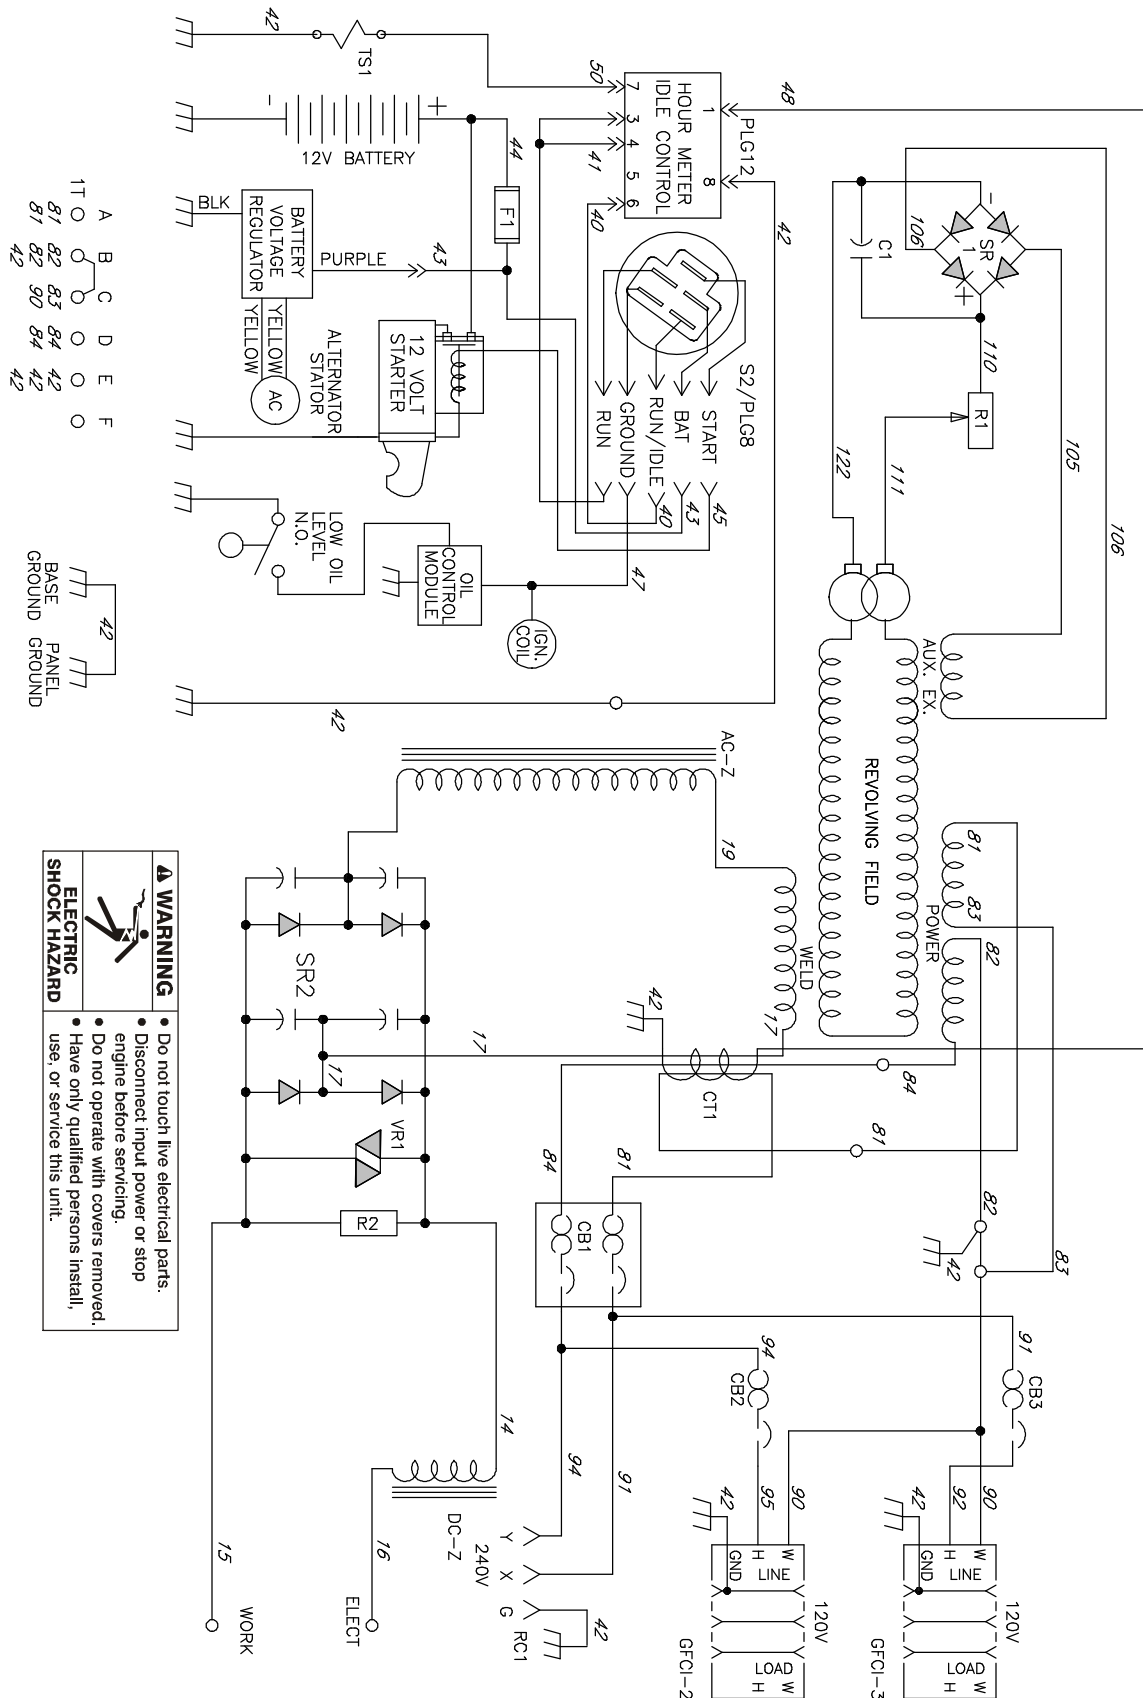 42
TS1
50
7
3
4
5
6
1
8
HOUR METER
IDLE CONTROL
PLG12
48
42
41
40
44
F1
-
+
12V BATTERY
BLK
BATTERY
VOLTAGE
REGULATOR
PURPLE
43
YELLOW
YELLOW
AC
ALTERNATOR
STATOR
12 VOLT
STARTER
S2/PLG8
START
BAT
RUN/IDLE
GROUND
RUN
45
43
40
47
LOW OIL
LEVEL
N.O.
OIL
CONTROL
MODULE
IGN.
COIL
1T
A
B
C
D
E
F
81
82
83
84
42
81
82
90
84
42
42
42
BASE
GROUND
PANEL
GROUND
42
42
106
-
SR
1
+
C1
110
R1
105
106
122
111
AUX. EX.
REVOLVING FIELD
POWER
81
83
82
WELD
AC-Z
19
17
42
CT1
84
81
82
83
42
SR2
17
17
VR1
R2
84
81
CB1
94
CB2
91
CB3
14
DC-Z
16
ELECT
15
WORK
94
91
Y
X
G
240V
RC1
42
42
95
90
GND
H
W
LINE
120V
LOAD
H
W
GFCI-2
42
92
90
GND
H
W
LINE
120V
LOAD
H
W
GFCI-3
WARNING
ELECTRIC
SHOCK HAZARD
● Do not touch live electrical parts.
● Disconnect input power or stop
engine before servicing.
● Do not operate with covers removed.
● Have only qualified persons install,
use, or service this unit.